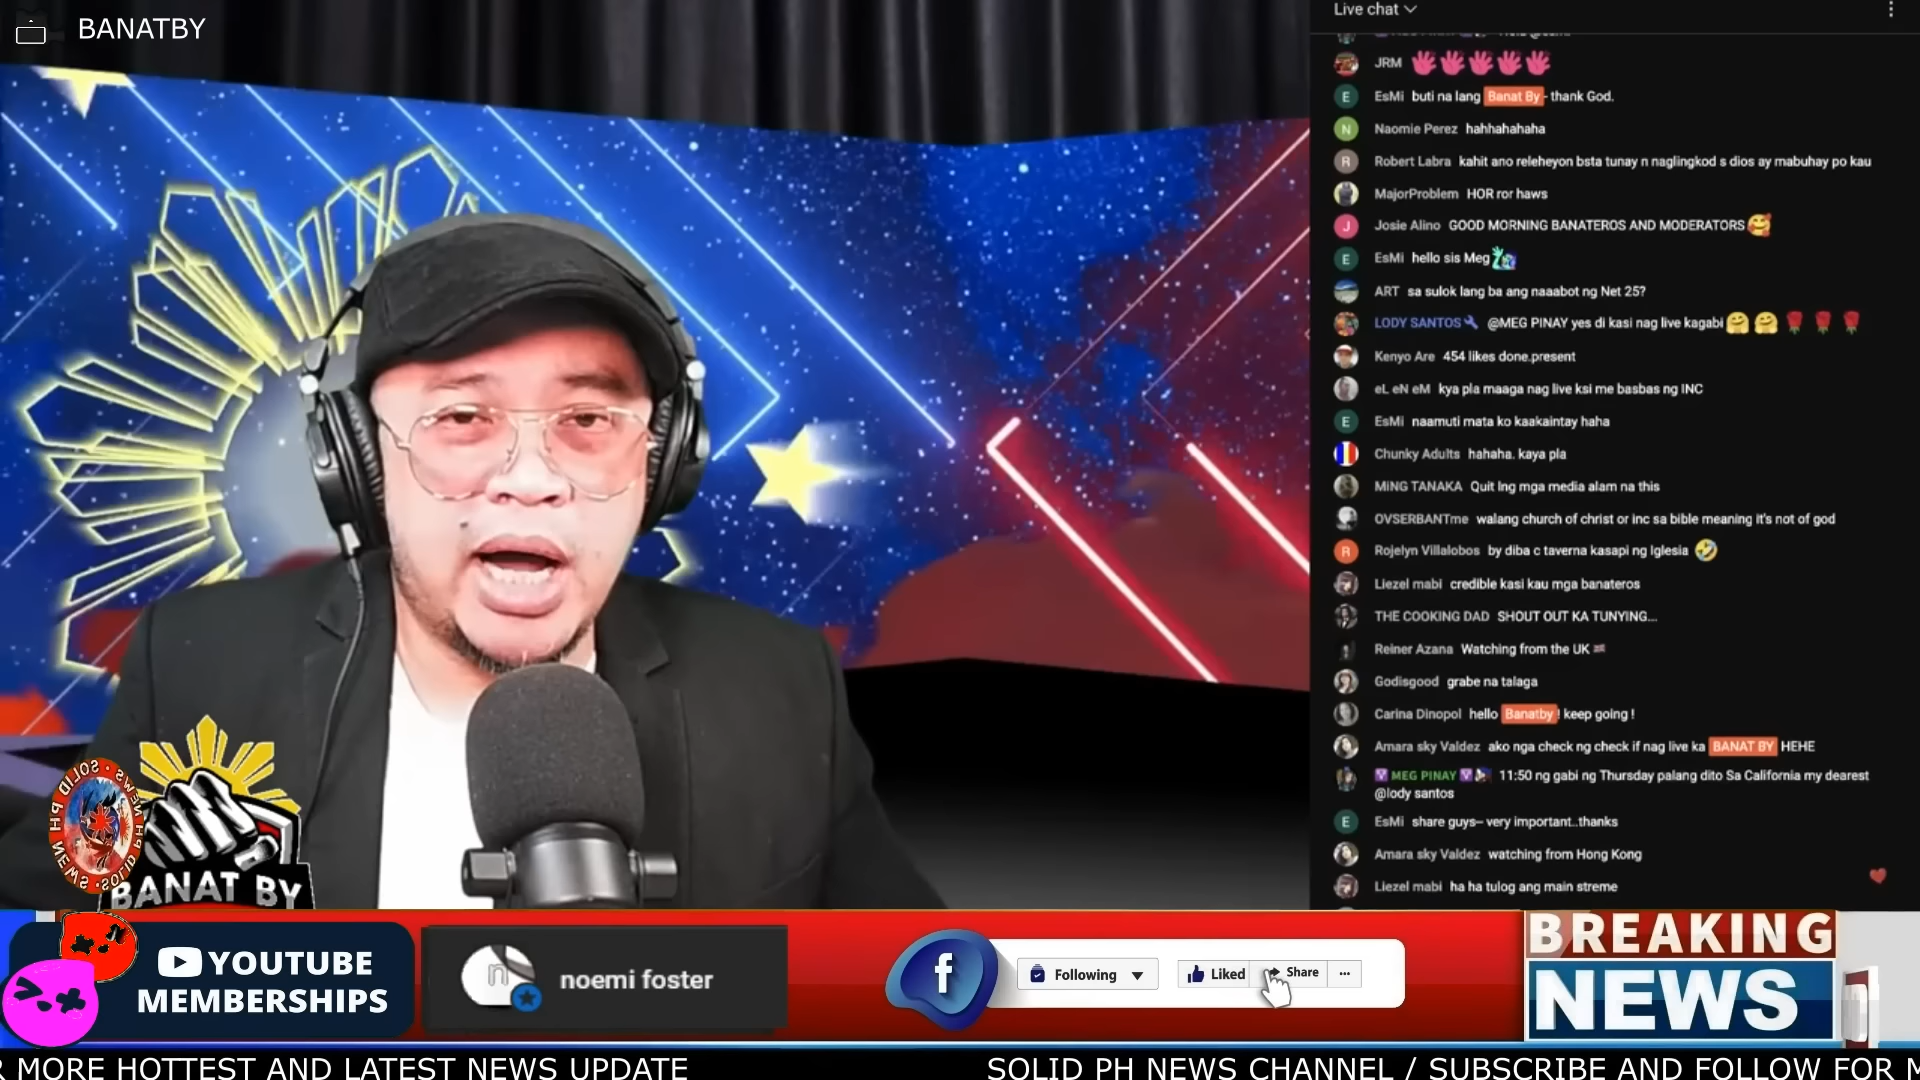 BANATBY
Live chat
JRM
EsMi buti na lang Banat By - thank God.
Naomie Perez hahhahahaha
Robert Labra kahit ano releheyon bsta tunay n naglingkod s dios ay mabuhay po kau
MajorProblem HOR ror haws
Josie Alino GOOD MORNING BANATEROS AND MODERATORS
EsMi hello sis Meg
ART sa sulok lang ba ang naaabot ng Net 25?
LODY SANTOS @MEG PINAY yes di kasi nag live kagabi
Kenyo Are 454 likes done.present
eL eN eM kya pla maaga nag live ksi me basbas ng INC
EsMi naamuti mata ko kaakaintay haha
Chunky Adults hahaha. kaya pla
MiNG TANAKA Quit lng mga media alam na this
OVSERBANTme walang church of christ or inc sa bible meaning it's not of god
Rojelyn Villalobos by diba c taverna kasapi ng Iglesia
Liezel mabi credible kasi kau mga banateros
THE COOKING DAD SHOUT OUT KA TUNYING...
Reiner Azana Watching from the UK
Godisgood grabe na talaga
Carina Dinopol hello Banatby ! keep going !
Amara sky Valdez ako nga check ng check if nag live ka BANAT BY HEHE
MEG PINAY 11:50 ng gabi ng Thursday palang dito Sa California my dearest
@lody santos
EsMi share guys-- very important..thanks
Amara sky Valdez watching from Hong Kong
Liezel mabi ha ha tulog ang main streme
SOLID PH NEWS • SOLID PH NEWS •
BANAT BY
YOUTUBE
MEMBERSHIPS
n
noemi foster
f
Following
Liked
Share
...
BREAKING
NEWS
R MORE HOTTEST AND LATEST NEWS UPDATE
SOLID PH NEWS CHANNEL / SUBSCRIBE AND FOLLOW FOR M